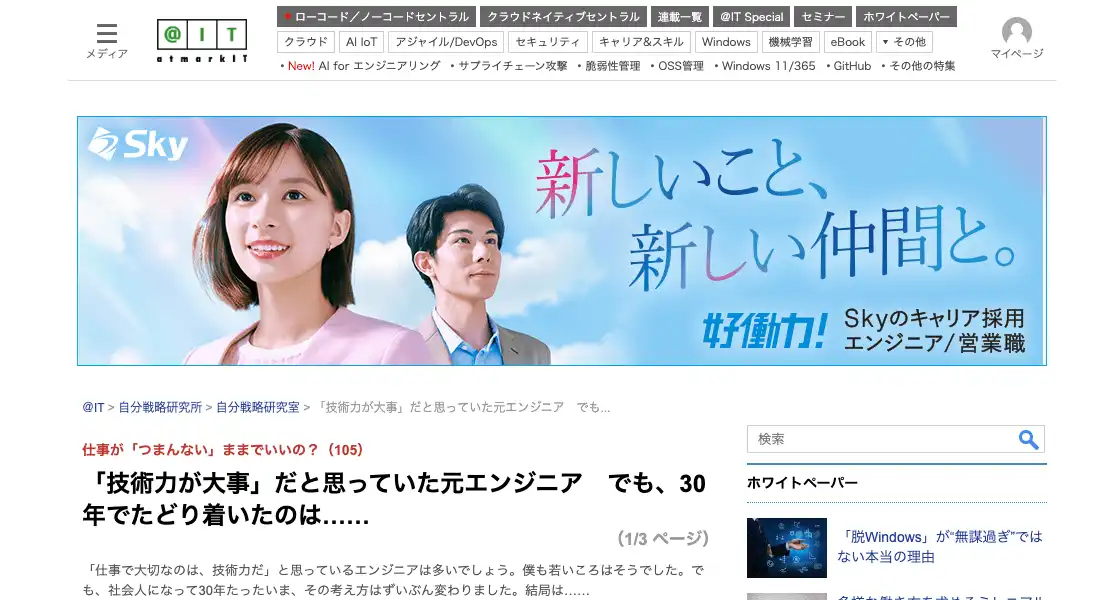 メディア
@IT
atmarkIT
ローコード／ノーコードセントラル
クラウドネイティブセントラル
連載一覧
@IT Special
セミナー
ホワイトペーパー
クラウド
AI IoT
アジャイル/DevOps
セキュリティ
キャリア&スキル
Windows
機械学習
eBook
▼ その他
・New! AI for エンジニアリング ・サプライチェーン攻撃 ・脆弱性管理 ・OSS管理 ・Windows 11/365 ・GitHub ・その他の特集
マイページ
Sky
新しいこと、
新しい仲間と。
好働力!
Skyのキャリア採用
エンジニア/営業職
@IT > 自分戦略研究所 > 自分戦略研究室 > 「技術力が大事」だと思っていた元エンジニア　でも...
仕事が「つまんない」ままでいいの？（105）
「技術力が大事」だと思っていた元エンジニア　でも、30
年でたどり着いたのは……
（1/3 ページ）
「仕事で大切なのは、技術力だ」と思っているエンジニアは多いでしょう。僕も若いころはそうでした。で
も、社会人になって30年たったいま、その考え方はずいぶん変わりました。結局は……
検索
ホワイトペーパー
「脱Windows」が“無謀過ぎ”では
ない本当の理由